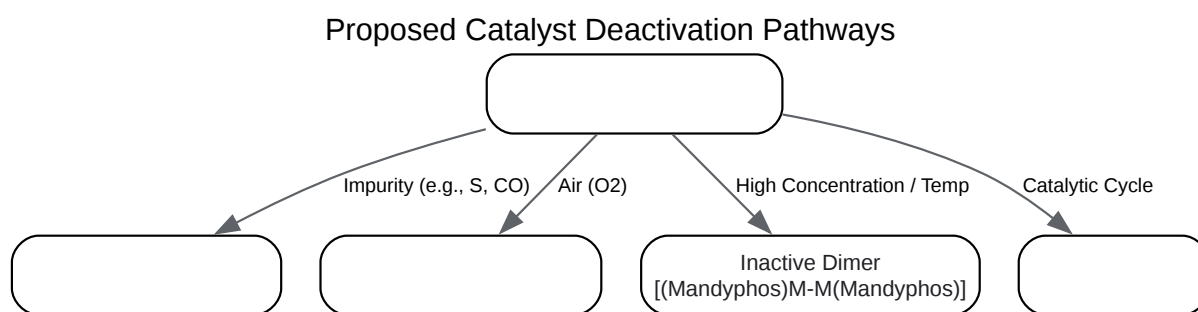 Proposed Catalyst Deactivation Pathways
Impurity (e.g., S, CO)
Air (O2)
High Concentration / Temp
Catalytic Cycle
Inactive Dimer
[(Mandyphos)M-M(Mandyphos)]